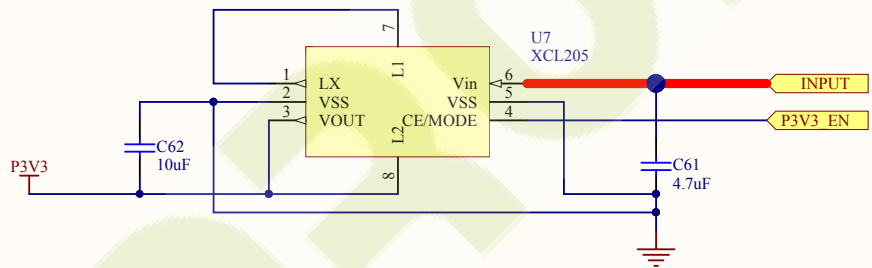 7
U7
XCL205
1 LX L1 Vin 6 INPUT
2 VSS VSS 5
3 VOUT L2 CE/MODE 4 P3V3_EN
C62
10uF
C61
4.7uF
P3V3
8